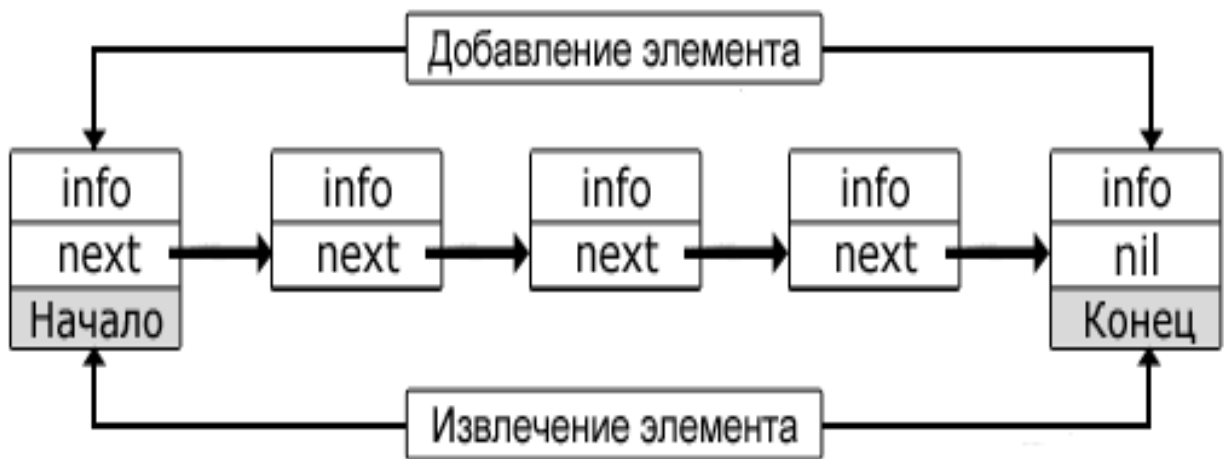 Добавление элемента
info info info info info
next next next next nil
Начало Конец
Извлечение элемента